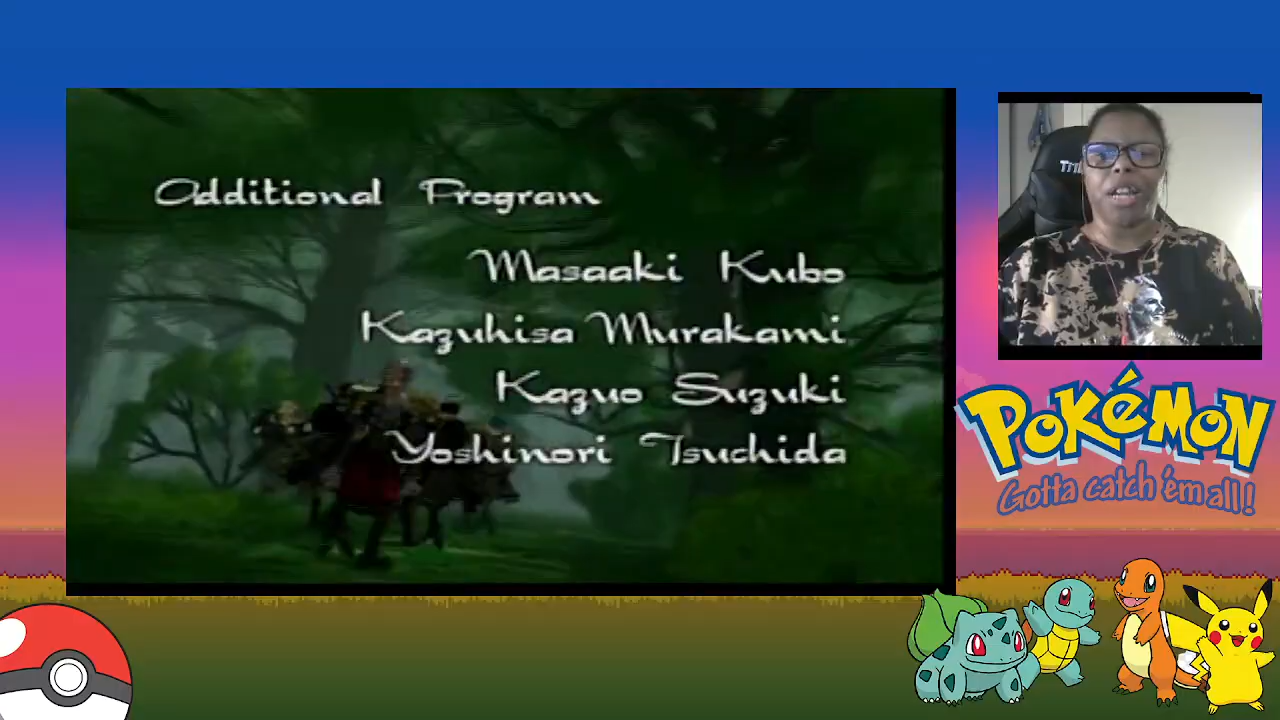 Additional Program
Masaaki Kubo
Kazuhisa Murakami
Kazuo Suzuki
Yoshinori Tsuchida
POKéMON
Gotta catch 'em all!